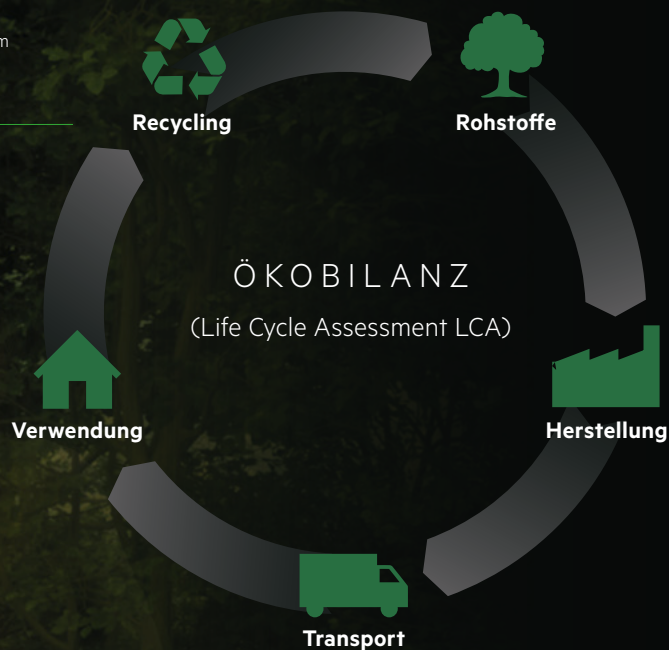 Recycling
Rohstoffe
ÖKOBILANZ
(Life Cycle Assessment LCA)
Verwendung
Herstellung
Transport